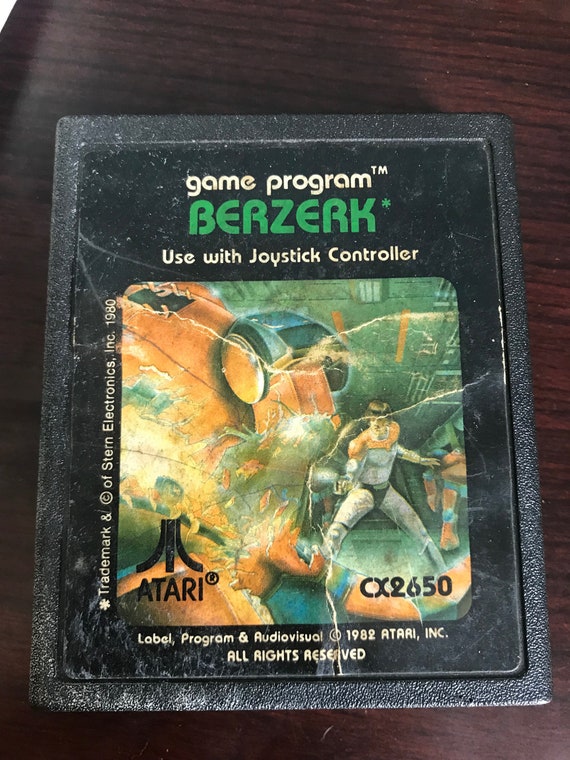 game program™
BERZERK*
Use with Joystick Controller
*Trademark & © of Stern Electronics, Inc. 1980
ATARI®
CX2650
Label, Program & Audiovisual © 1982 ATARI, INC.
ALL RIGHTS RESERVED